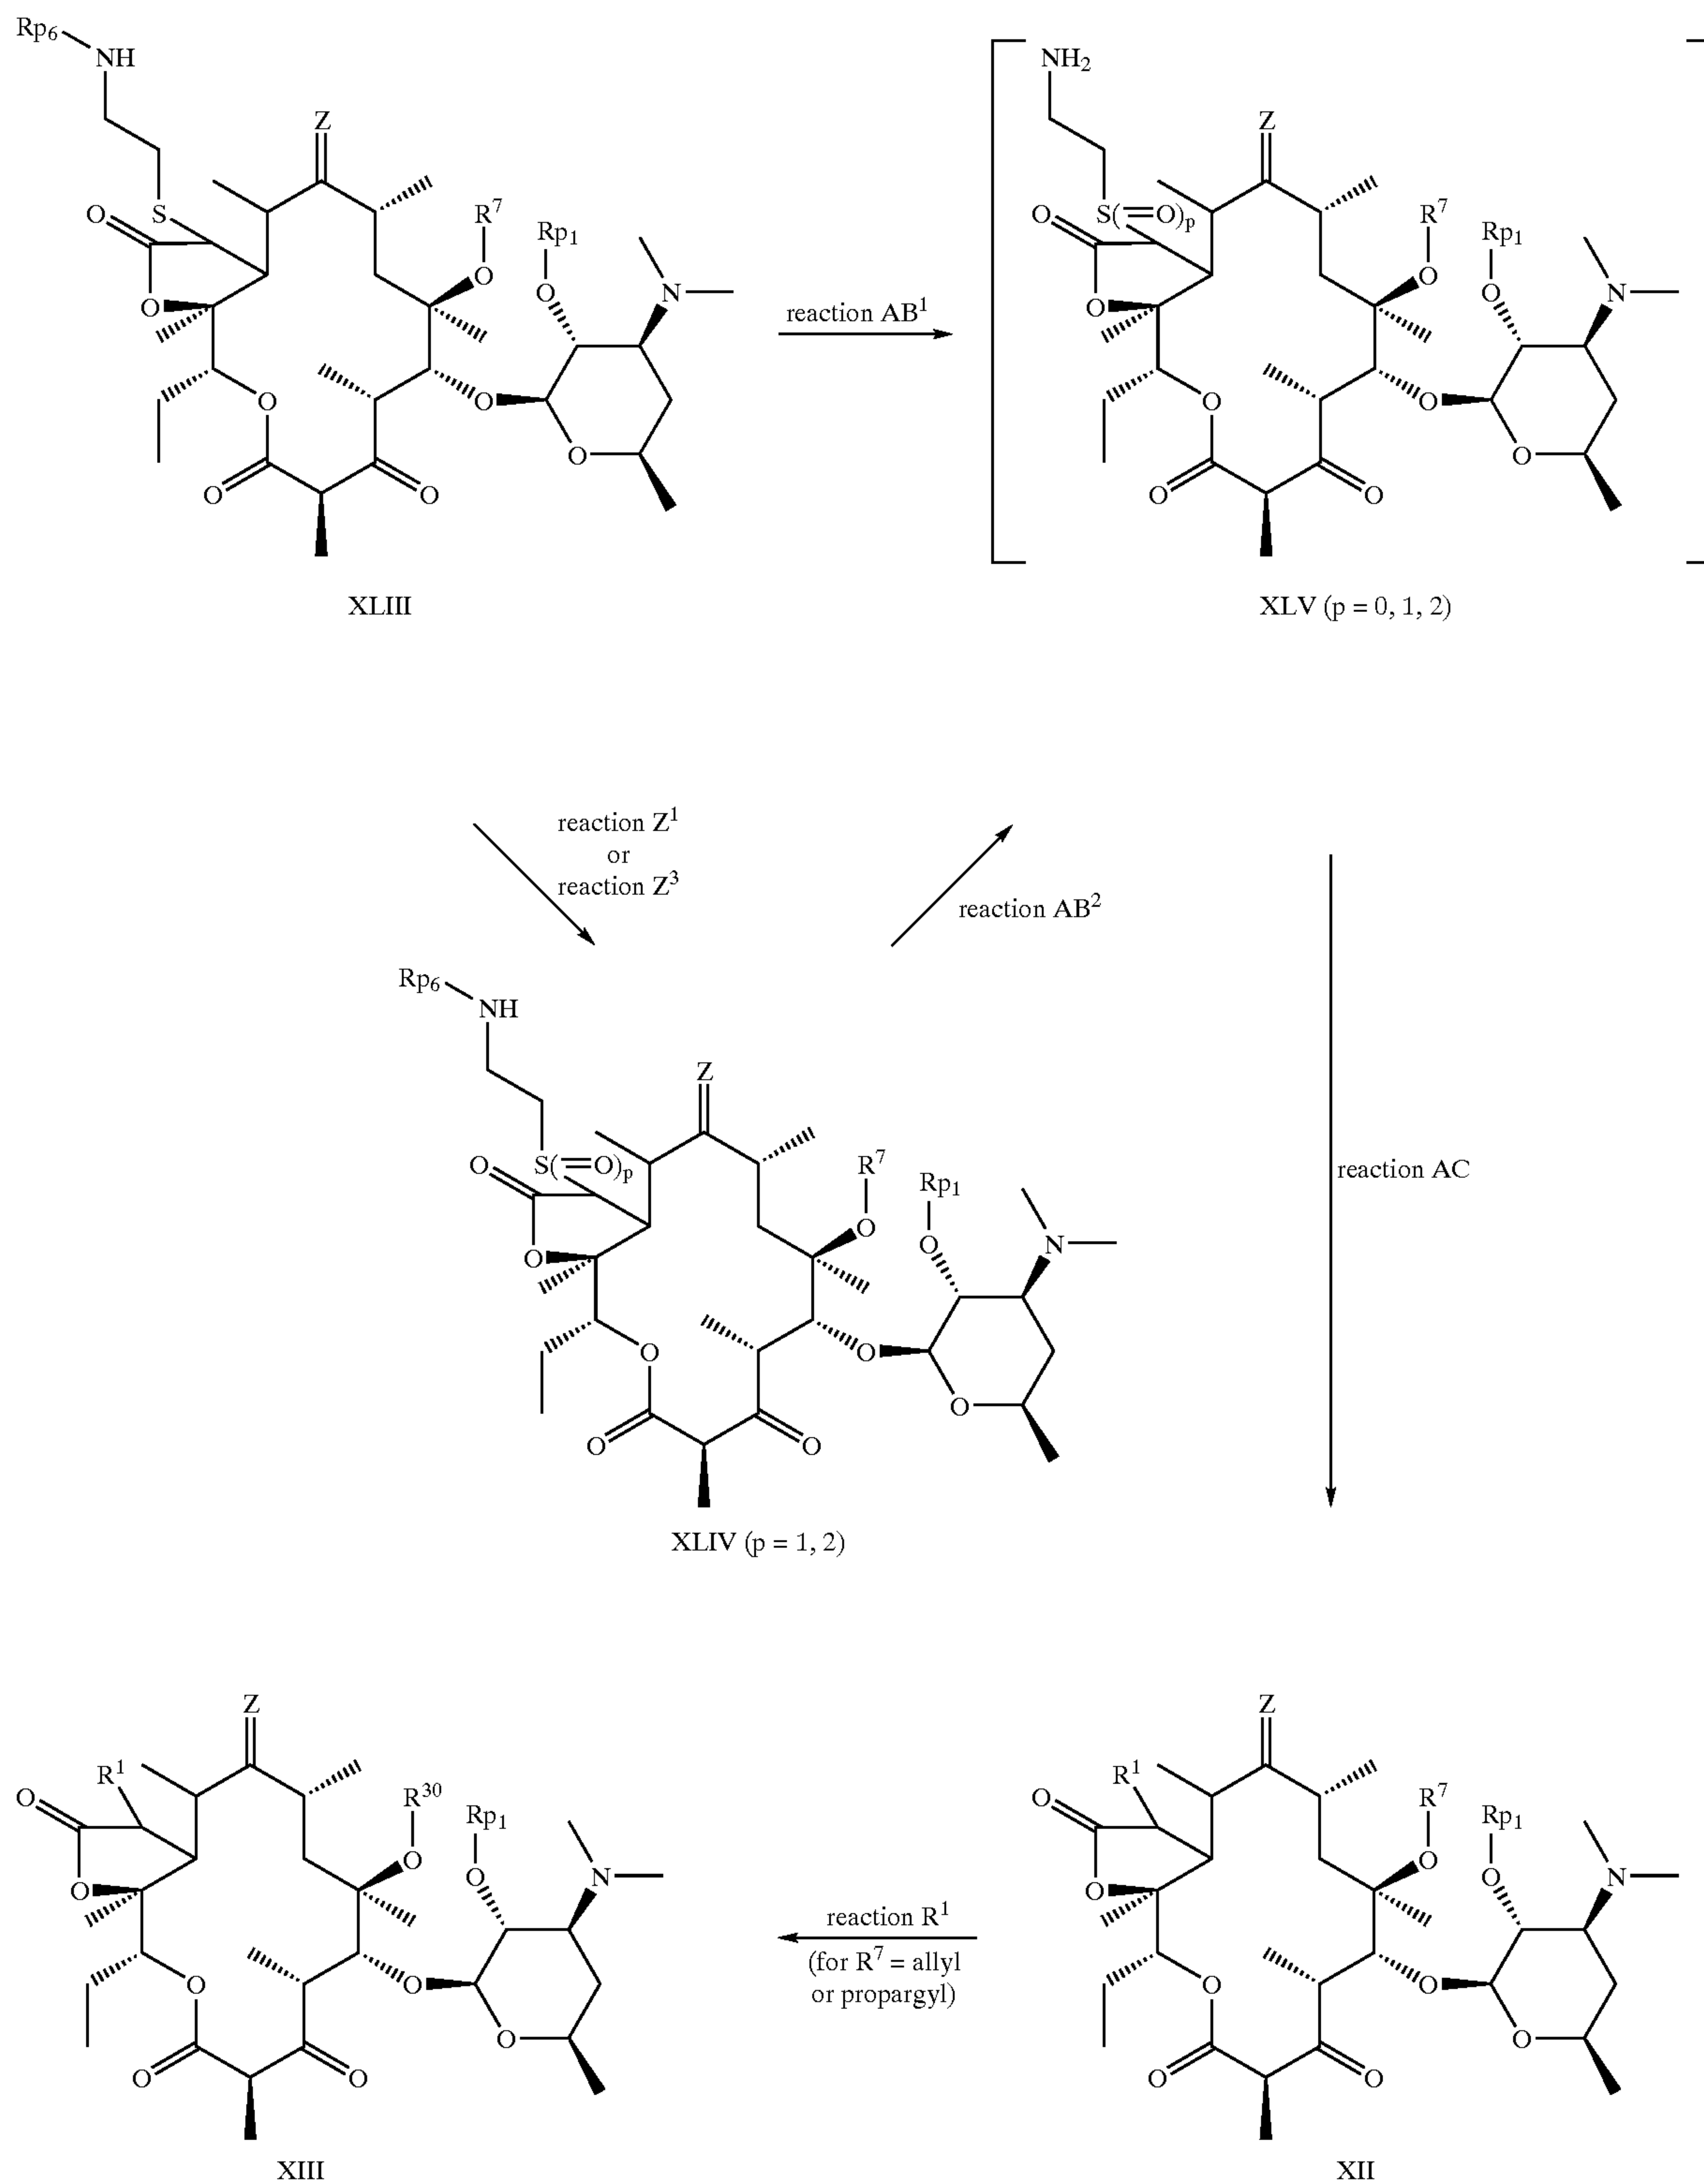 Rp6
NH
NH2
Z
Z
S
O
R7
Rp1
O
O
N
O
O
O
O
O
O
reaction AB1
S(=O)p
O
R7
Rp1
O
O
N
O
O
O
O
O
O
XLIII
XLV (p = 0, 1, 2)
reaction Z1
or
reaction Z3
reaction AB2
Rp6
NH
Z
S(=O)p
O
R7
Rp1
O
O
N
O
O
O
O
O
O
reaction AC
XLIV (p = 1, 2)
Z
Z
R1
O
R30
Rp1
O
O
N
O
O
O
O
O
O
reaction R1
(for R7 = allyl
or propargyl)
R1
O
R7
Rp1
O
O
N
O
O
O
O
O
O
XIII
XII